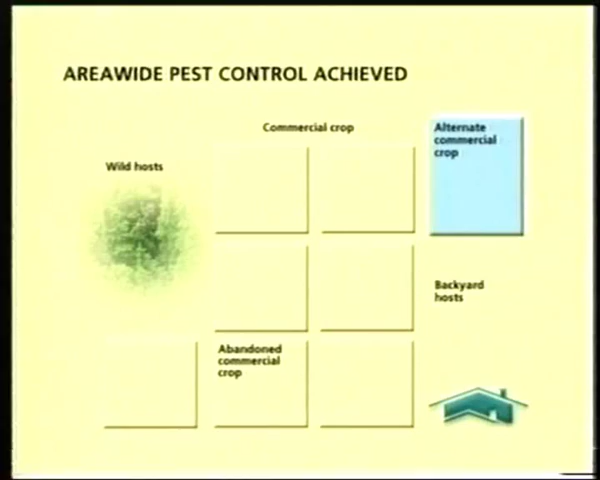 AREAWIDE PEST CONTROL ACHIEVED
Commercial crop
Alternate
commercial
crop
Wild hosts
Backyard
hosts
Abandoned
commercial
crop